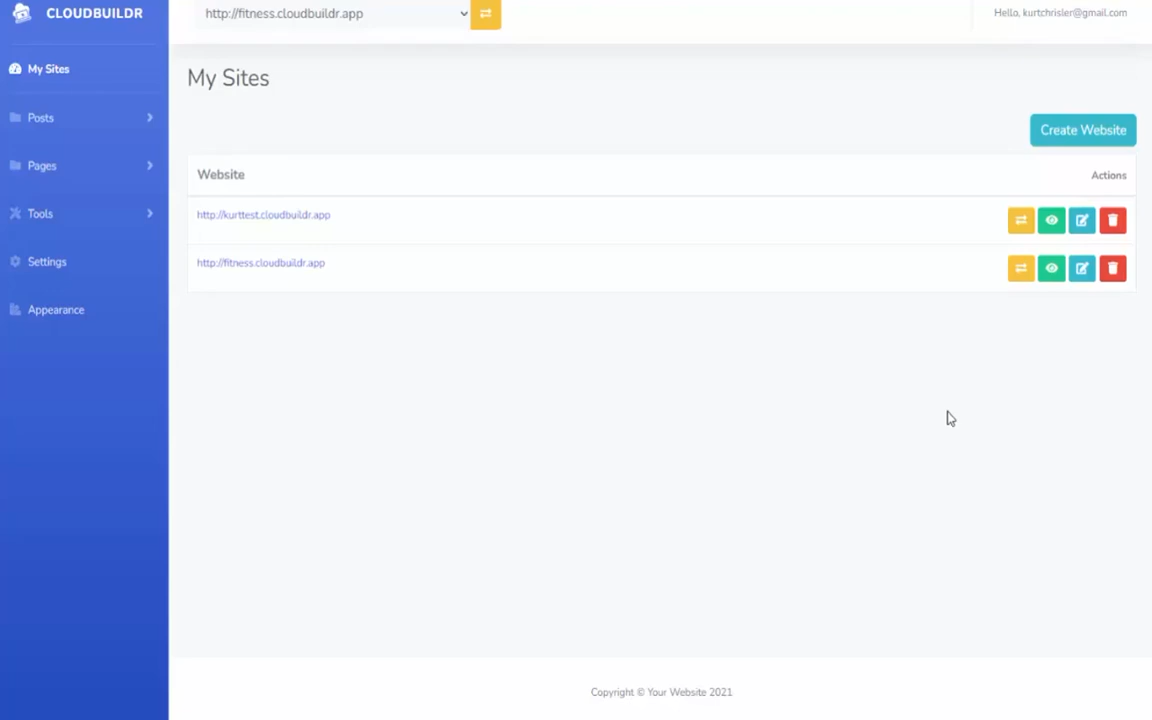 CLOUDBUILDR
http://fitness.cloudbuildr.app
Hello, kurtchrisler@gmail.com
My Sites
Posts
Pages
Tools
Settings
Appearance
My Sites
Create Website
Website Actions
http://kurttest.cloudbuildr.app
http://fitness.cloudbuildr.app
Copyright © Your Website 2021